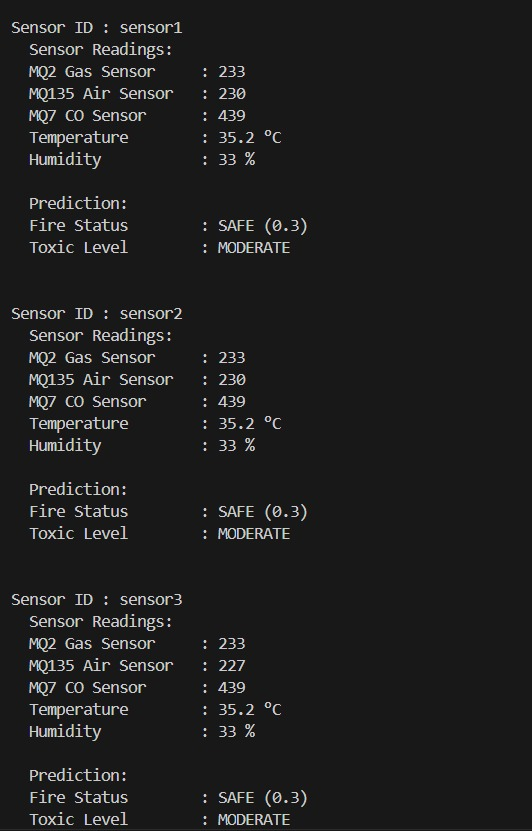 Sensor ID : sensor1
Sensor Readings:
MQ2 Gas Sensor : 233
MQ135 Air Sensor : 230
MQ7 CO Sensor : 439
Temperature : 35.2 °C
Humidity : 33 %
Prediction:
Fire Status : SAFE (0.3)
Toxic Level : MODERATE
Sensor ID : sensor2
Sensor Readings:
MQ2 Gas Sensor : 233
MQ135 Air Sensor : 230
MQ7 CO Sensor : 439
Temperature : 35.2 °C
Humidity : 33 %
Prediction:
Fire Status : SAFE (0.3)
Toxic Level : MODERATE
Sensor ID : sensor3
Sensor Readings:
MQ2 Gas Sensor : 233
MQ135 Air Sensor : 227
MQ7 CO Sensor : 439
Temperature : 35.2 °C
Humidity : 33 %
Prediction:
Fire Status : SAFE (0.3)
Toxic Level : MODERATE